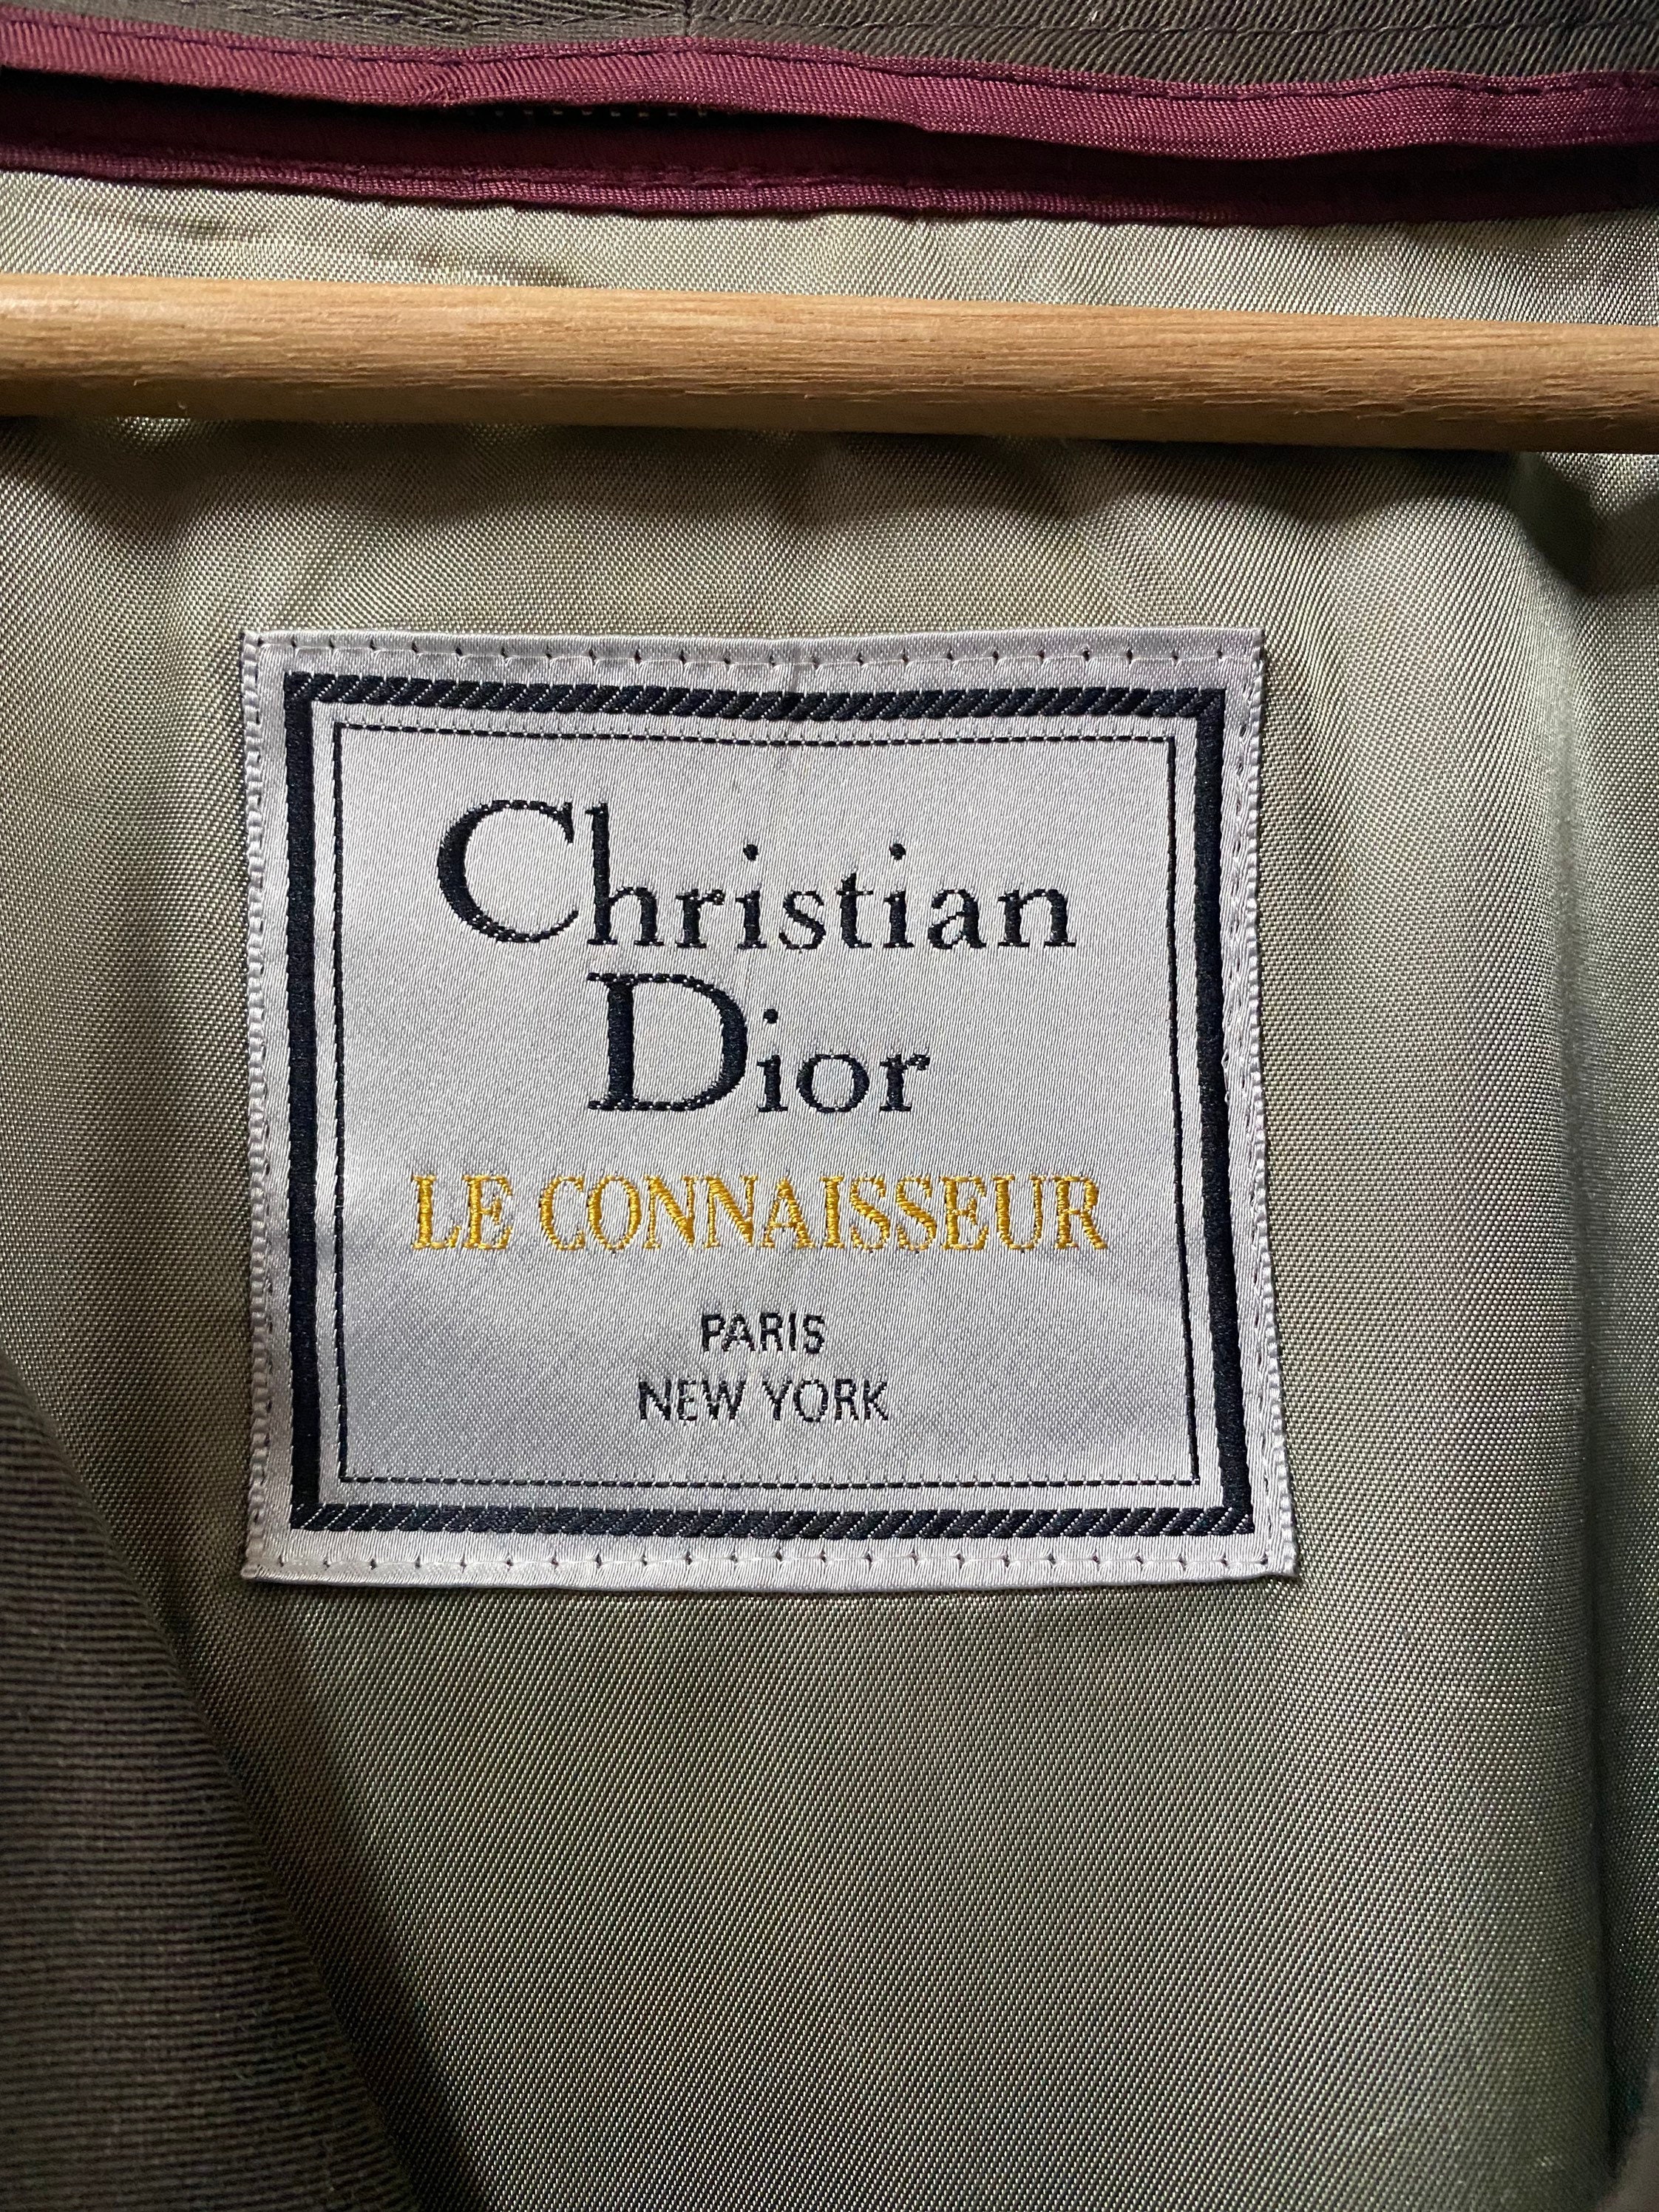 Christian
Dior
LE CONNAISSEUR
PARIS
NEW YORK